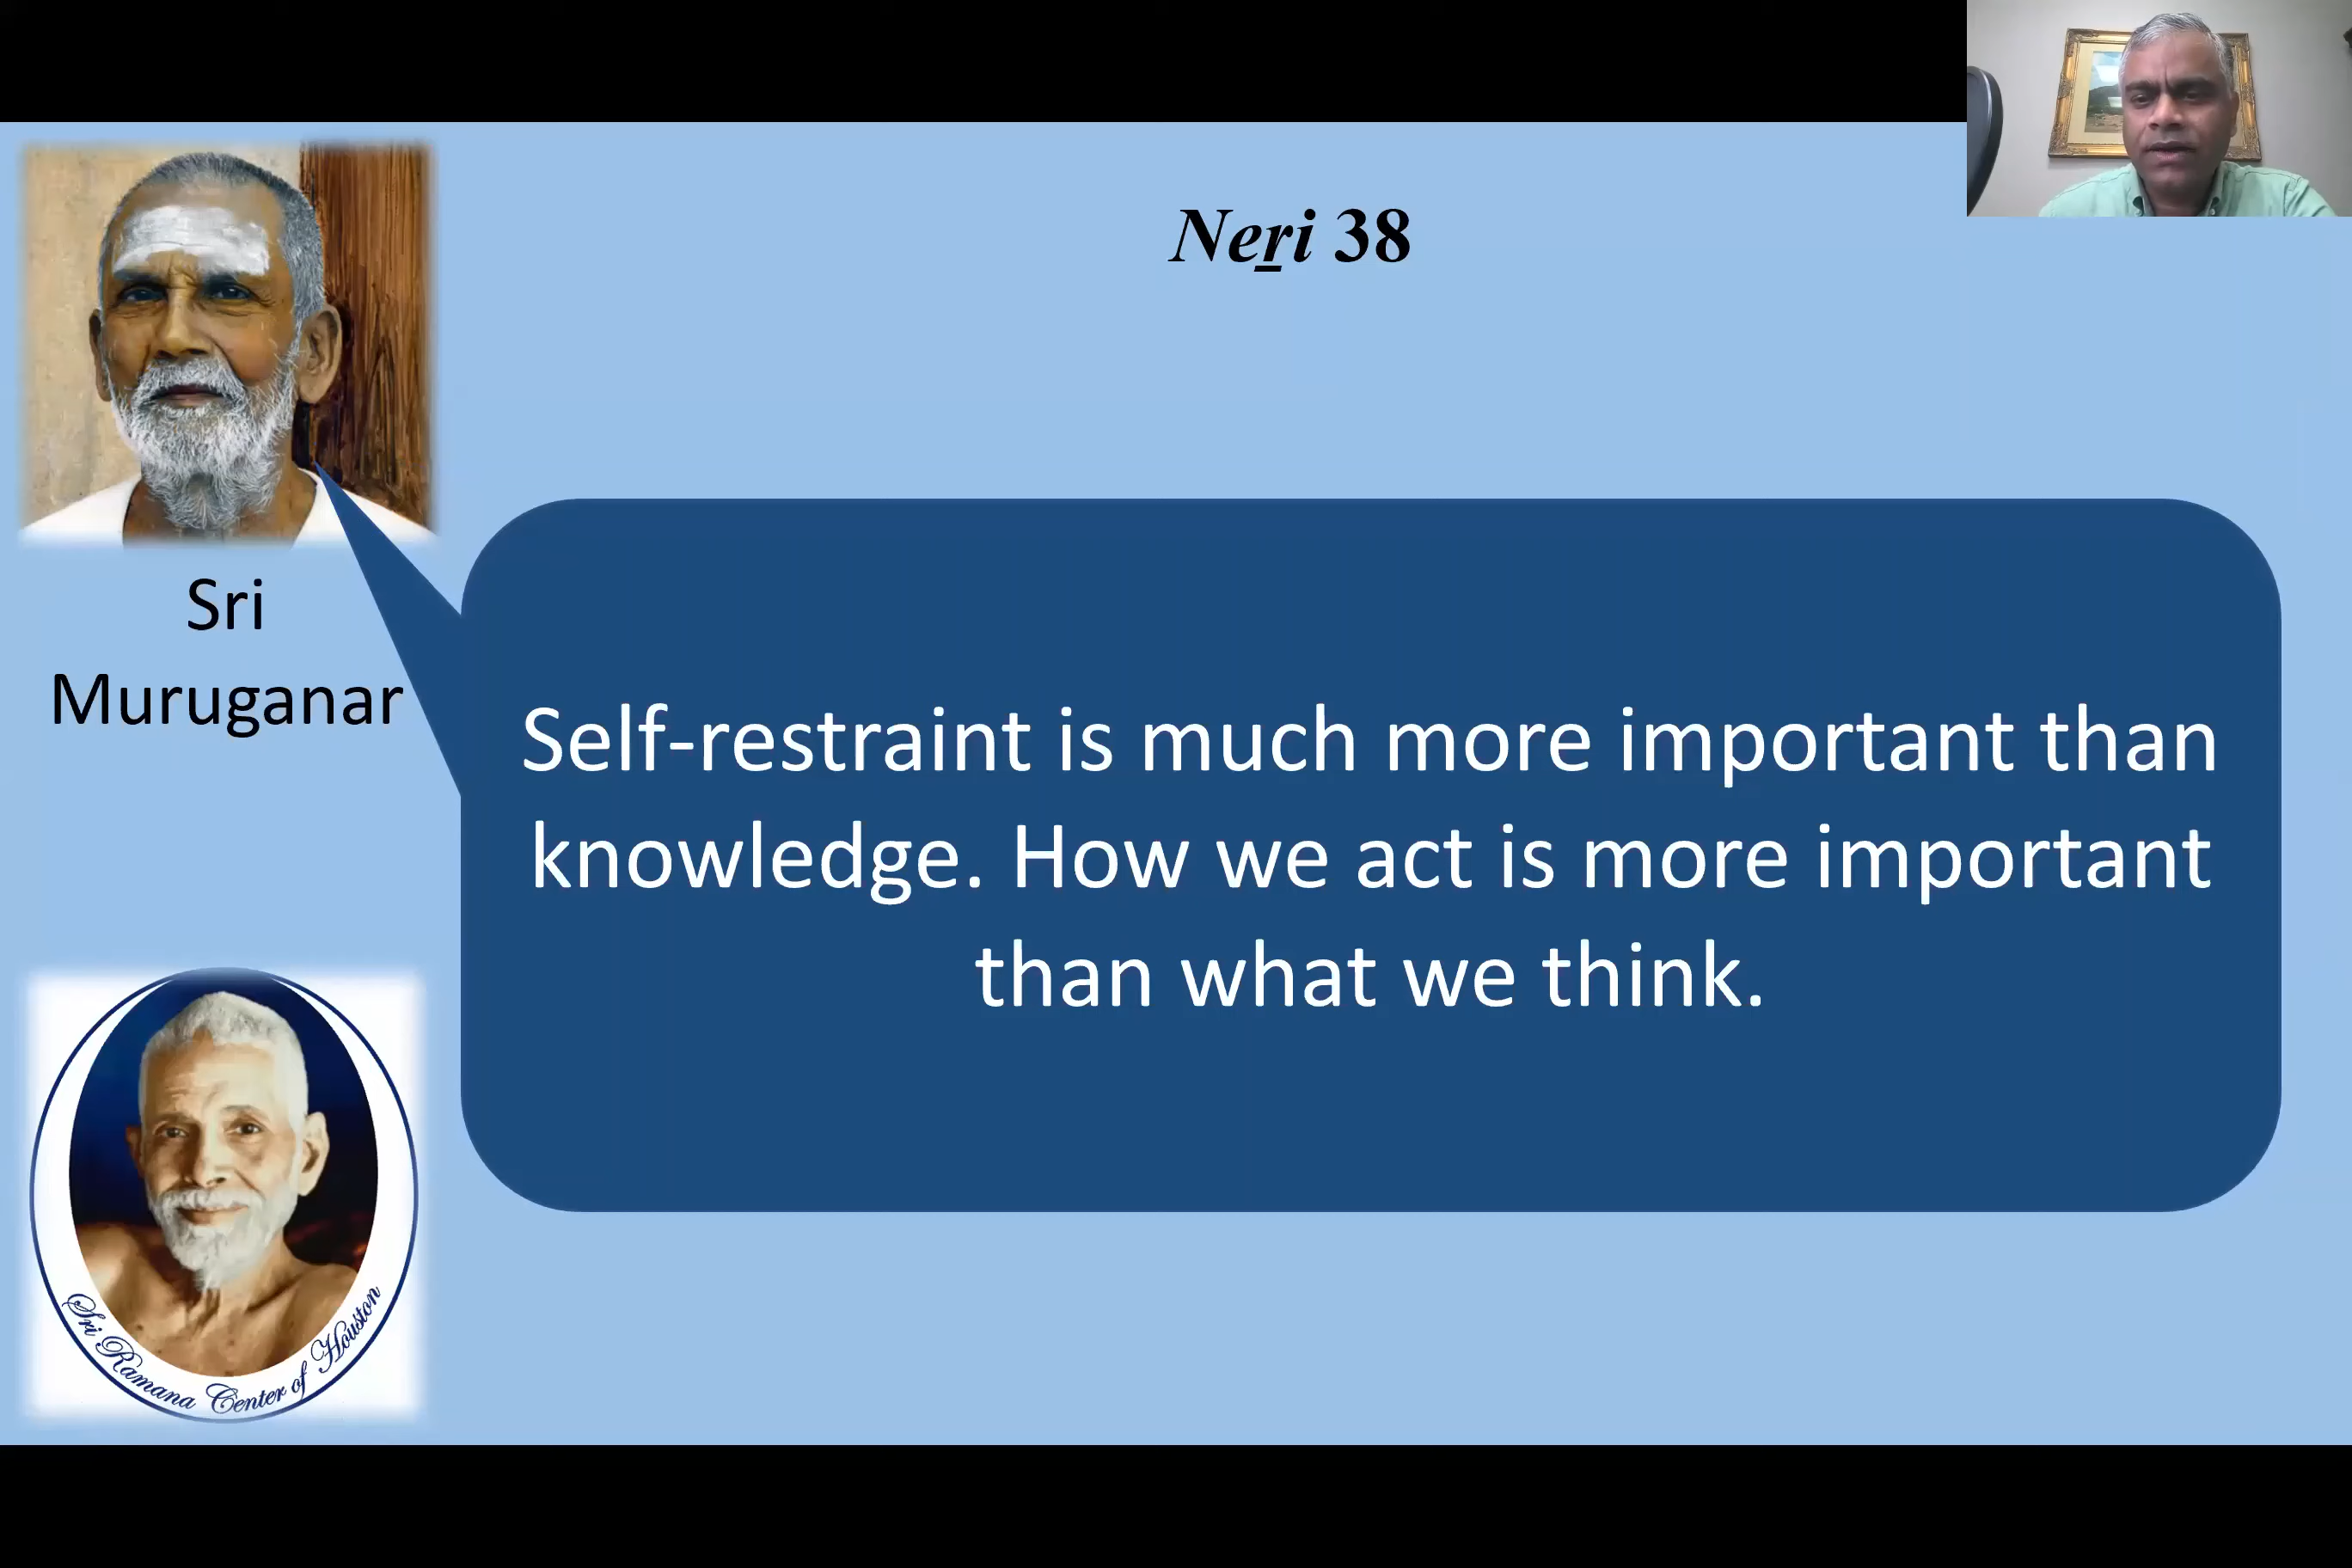 Neṟi 38
Sri
Muruganar
Self-restraint is much more important than
knowledge. How we act is more important
than what we think.
Sri Ramana Center of Houston